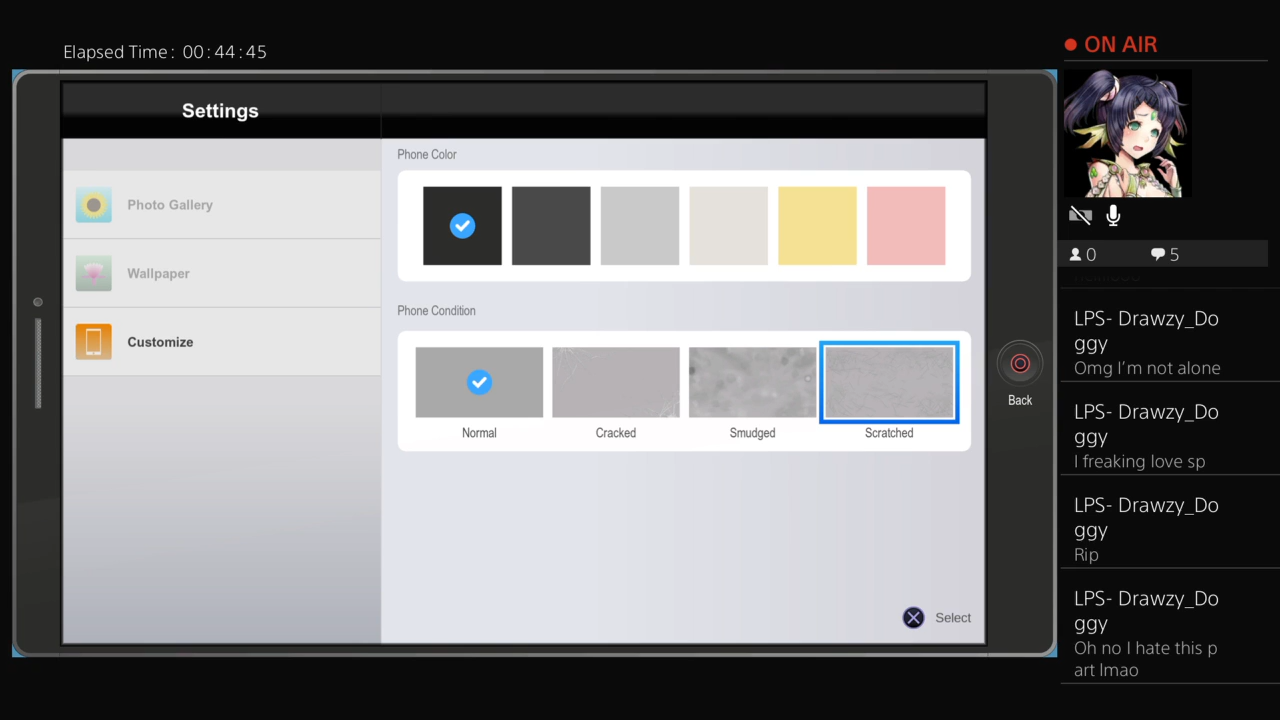 Elapsed Time: 00:44:45
ON AIR
Settings
Photo Gallery
Wallpaper
Customize
Phone Color
Phone Condition
Normal
Cracked
Smudged
Scratched
Select
Back
0
5
LPS- Drawzy_Do
ggy
Omg I'm not alone
LPS- Drawzy_Do
ggy
I freaking love sp
LPS- Drawzy_Do
ggy
Rip
LPS- Drawzy_Do
ggy
Oh no I hate this p
art lmao